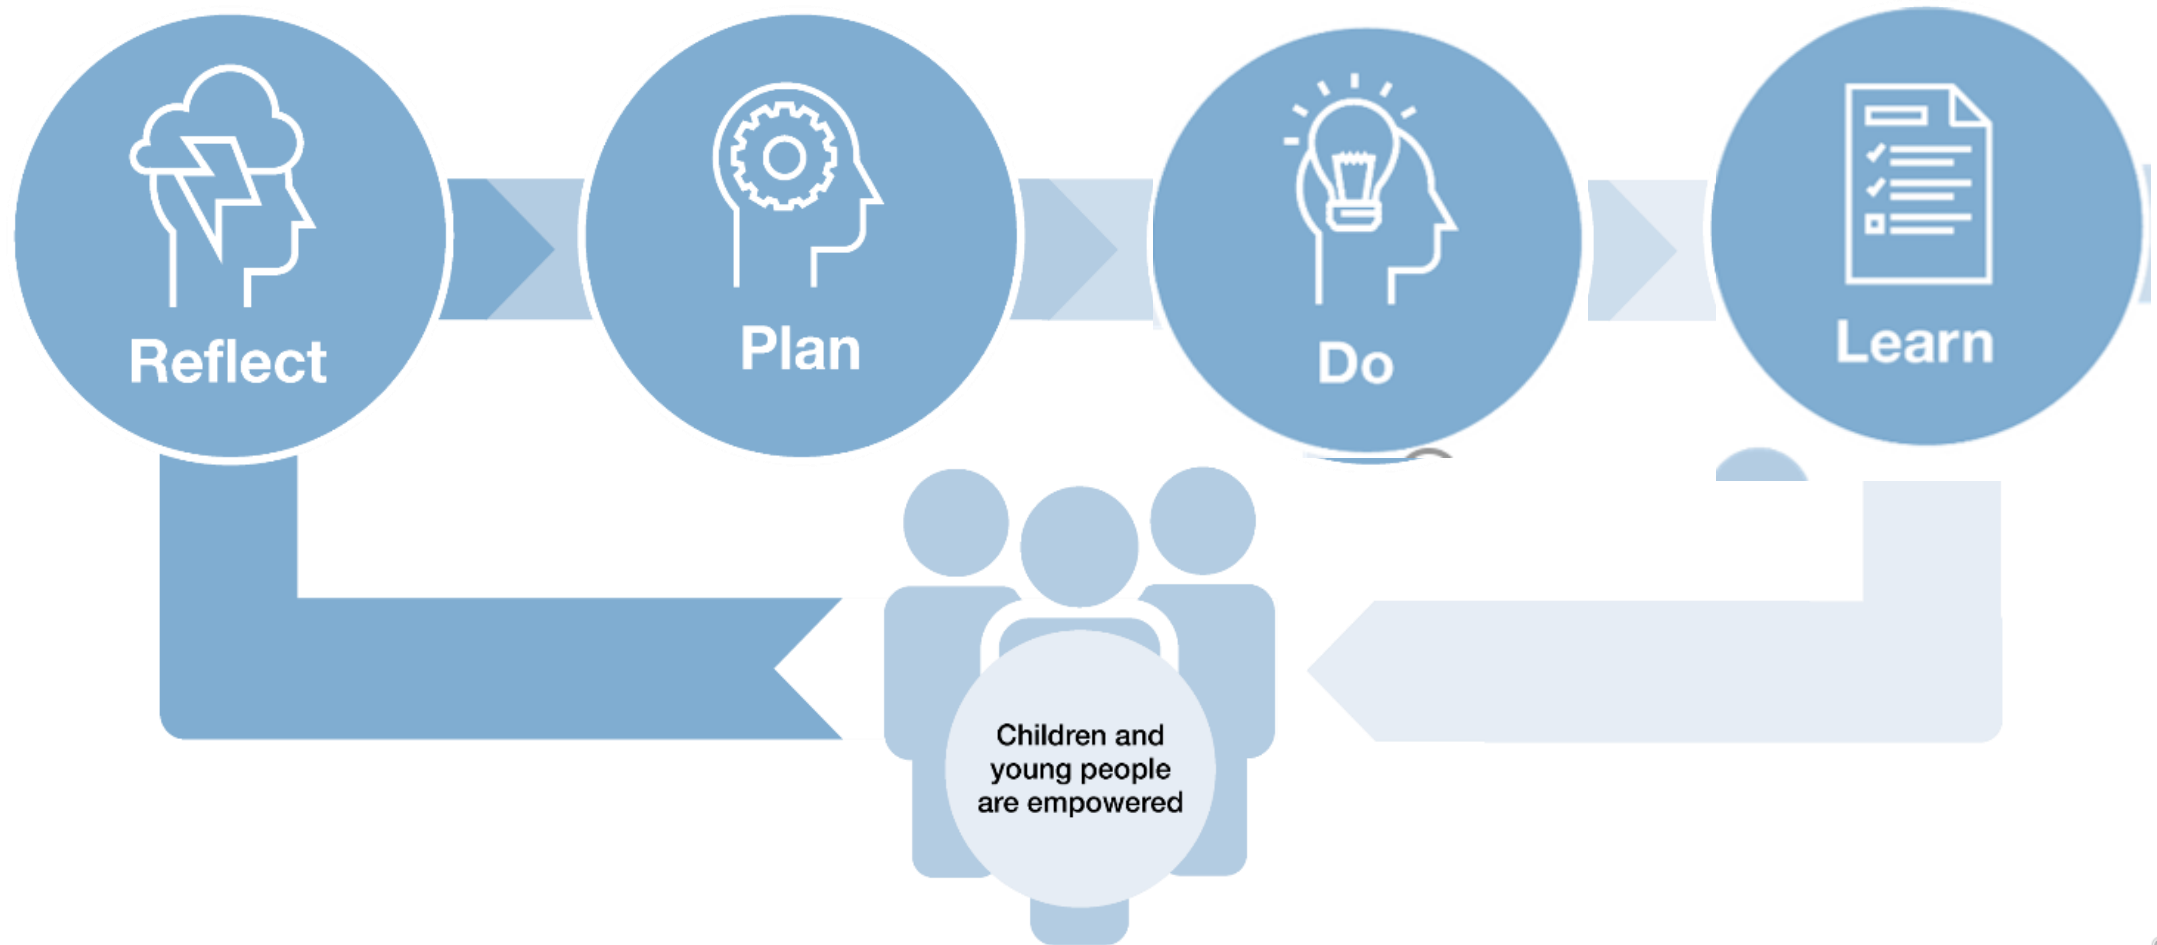 Reflect
Plan
Do
Learn
Children and
young people
are empowered